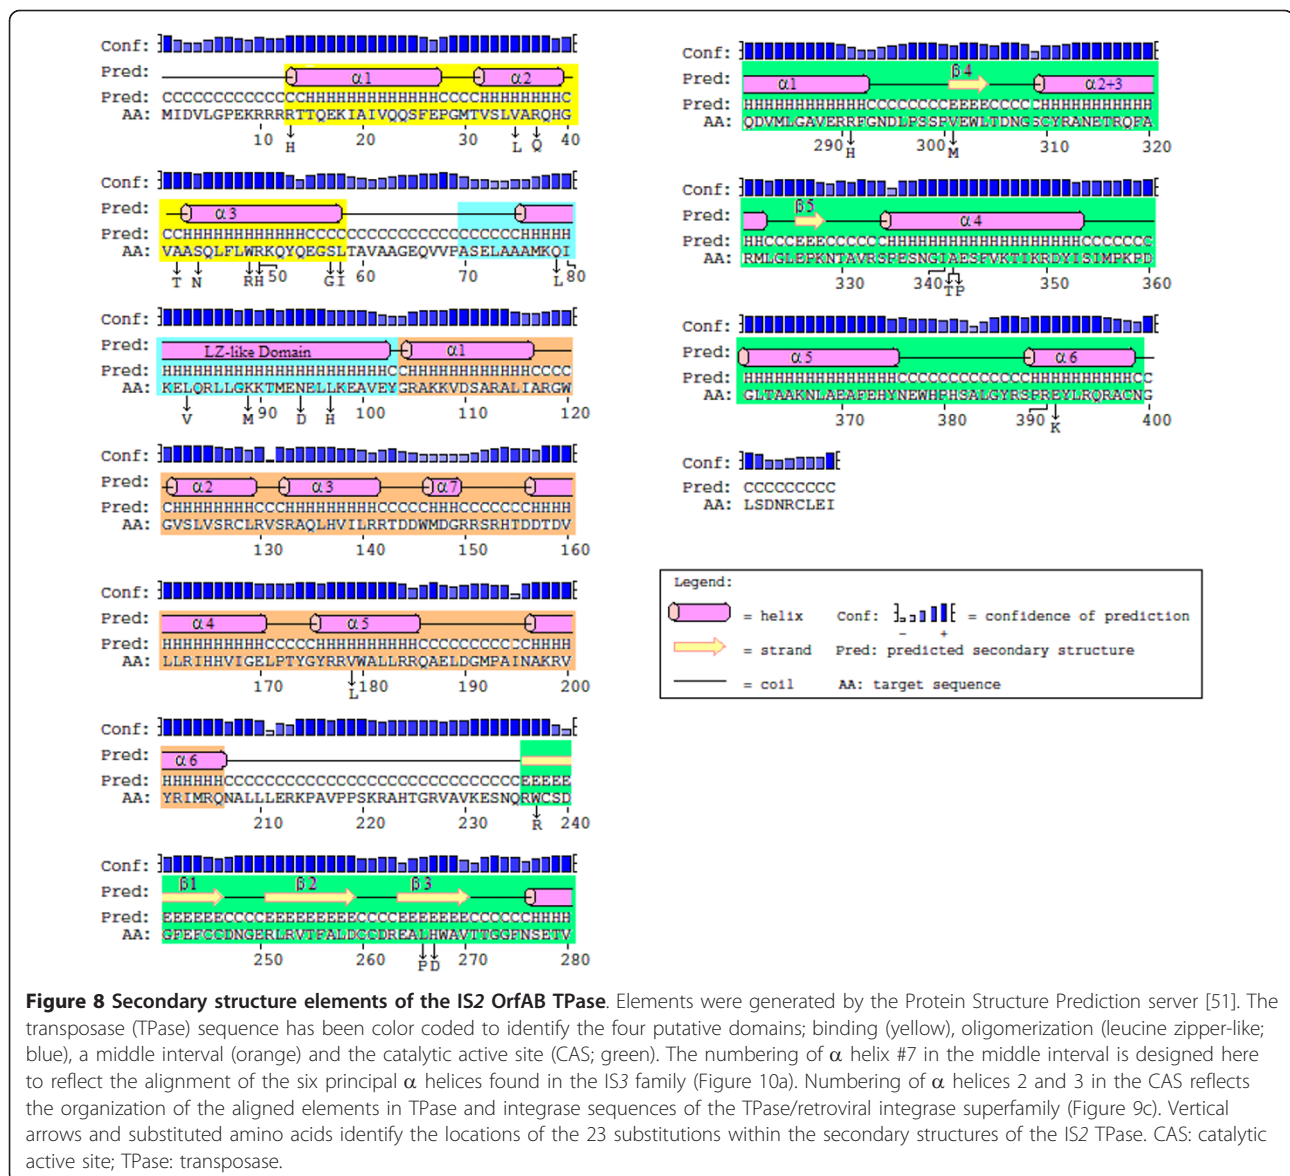 Conf:
Pred: α1 α2
Pred: CCCCCCCCCCCCCCHHHHHHHHHHHHHCCCCHHHHHHHHC
AA: MIDVLGPEKRRRRTTQEKIAIVQQSFEPGMTVSLVARQHG
10 20 30 40
H L Q
Conf:
Pred: α3
Pred: CCHHHHHHHHHHHHCCCCCCCCCCCCCCCCCCCCCHHHHH
AA: VAASQLFLWRKQYQEGSLTAVAAGEQVVPASELAAAMKQI
50 60 70 80
T N R H G I L
Conf:
Pred: LZ-like Domain α1
Pred: HHHHHHHHHHHHHHHHHHHHHHCCHHHHHHHHHHHHCCCC
AA: KELQRLLGKKTMENELLKEAVEYGRAKKVDSARALIARGW
90 100 110 120
V M D H
Conf:
Pred: α2 α3 α7
Pred: CHHHHHHHHCCCHHHHHHHHHCCCCCHHHCCCCCCCHHHH
AA: GVSLVSRCLRVSRAQLHVILRRTDDWMDGRRSRHTDDTDV
130 140 150 160
Conf:
Pred: α4 α5
Pred: HHHHHHHHHHCCCCCHHHHHHHHHHCCCCCCCCCCCHHHH
AA: LLRIHHVIGELPTYGYRRVWALLRRQAELDGMPAINAKRV
170 180 190 200
L
Conf:
Pred: α6
Pred: HHHHHHCCCCCCCCCCCCCCCCCCCCCCCCCCCCCEEEEE
AA: YRIMRQNALLLERKPAVPPSKRAHTGRVAVKESNQRWCSD
210 220 230 240
R
Conf:
Pred: β1 β2 β3
Pred: EEEEEECCCCEEEEEEEEECCCCEEEEEEECCCCCCHHHH
AA: GFEFCCDNGERLRVTFALDCCDREALHWAVTTGGFNSETV
250 260 270 280
P D
Conf:
Pred: α1 β4 α2+3
Pred: HHHHHHHHHHHHCCCCCCCCEEEECCCCCHHHHHHHHHHH
AA: QDVMLGAVERRFGNDLPSSPVEWLTDNGSCYRANETRQFA
290 300 310 320
H M
Conf:
Pred: β5 α4
Pred: HHCCCEEECCCCCCHHHHHHHHHHHHHHHHHHHCCCCCCC
AA: RMLGLEPKNTAVRSPESNGIAESFVKTIKRDYISIMPKPD
330 340 350 360
T P
Conf:
Pred: α5 α6
Pred: HHHHHHHHHHHHHHHCCCCCCCCCCCCCHHHHHHHHHHCC
AA: GLTAAKNLAEAFEHYNEWHPHSALGYRSPREYLRQRACNG
370 380 390 400
K
Conf:
Pred: CCCCCCCCC
AA: LSDNRCLEI
Legend:
= helix Conf: = confidence of prediction
- +
= strand Pred: predicted secondary structure
= coil AA: target sequence
Figure 8 Secondary structure elements of the IS2 OrfAB TPase. Elements were generated by the Protein Structure Prediction server [51]. The
transposase (TPase) sequence has been color coded to identify the four putative domains; binding (yellow), oligomerization (leucine zipper-like;
blue), a middle interval (orange) and the catalytic active site (CAS; green). The numbering of α helix #7 in the middle interval is designed here
to reflect the alignment of the six principal α helices found in the IS3 family (Figure 10a). Numbering of α helices 2 and 3 in the CAS reflects
the organization of the aligned elements in TPase and integrase sequences of the TPase/retroviral integrase superfamily (Figure 9c). Vertical
arrows and substituted amino acids identify the locations of the 23 substitutions within the secondary structures of the IS2 TPase. CAS: catalytic
active site; TPase: transposase.